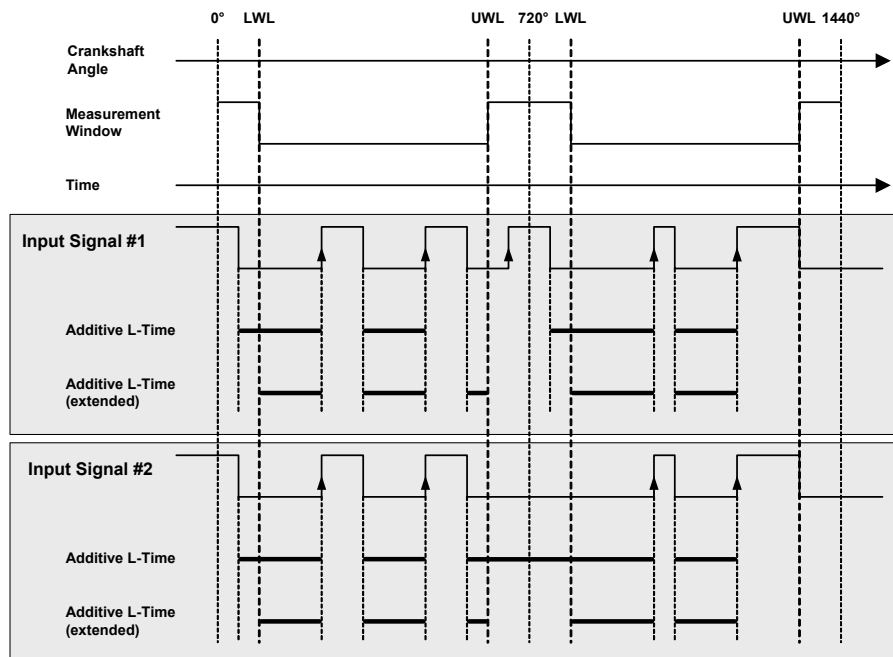 0° LWL UWL 720° LWL UWL 1440°
Crankshaft
Angle
Measurement
Window
Time
Input Signal #1
Additive L-Time
Additive L-Time
(extended)
Input Signal #2
Additive L-Time
Additive L-Time
(extended)